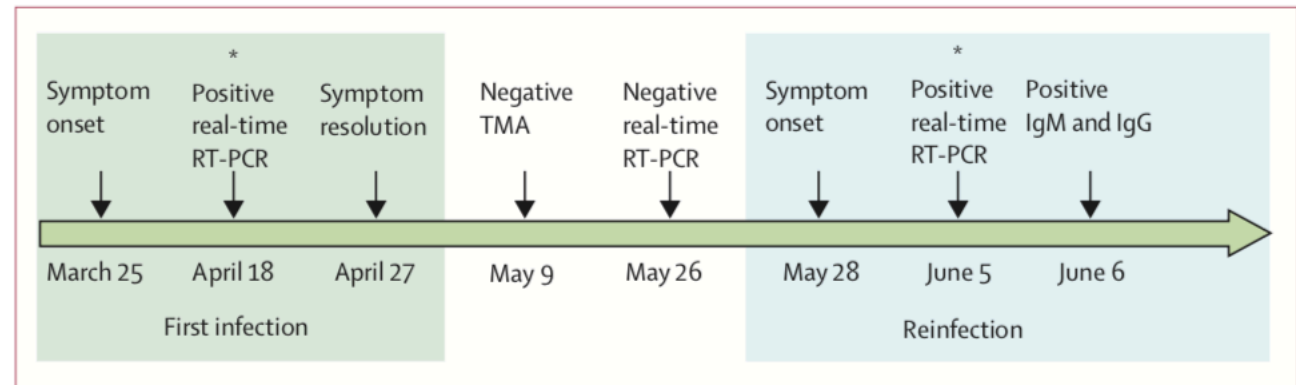 *
Symptom
onset
Positive
real-time
RT-PCR
Symptom
resolution
Negative
TMA
Negative
real-time
RT-PCR
Symptom
onset
*
Positive
real-time
RT-PCR
Positive
IgM and IgG
March 25
April 18
April 27
May 9
May 26
May 28
June 5
June 6
First infection
Reinfection